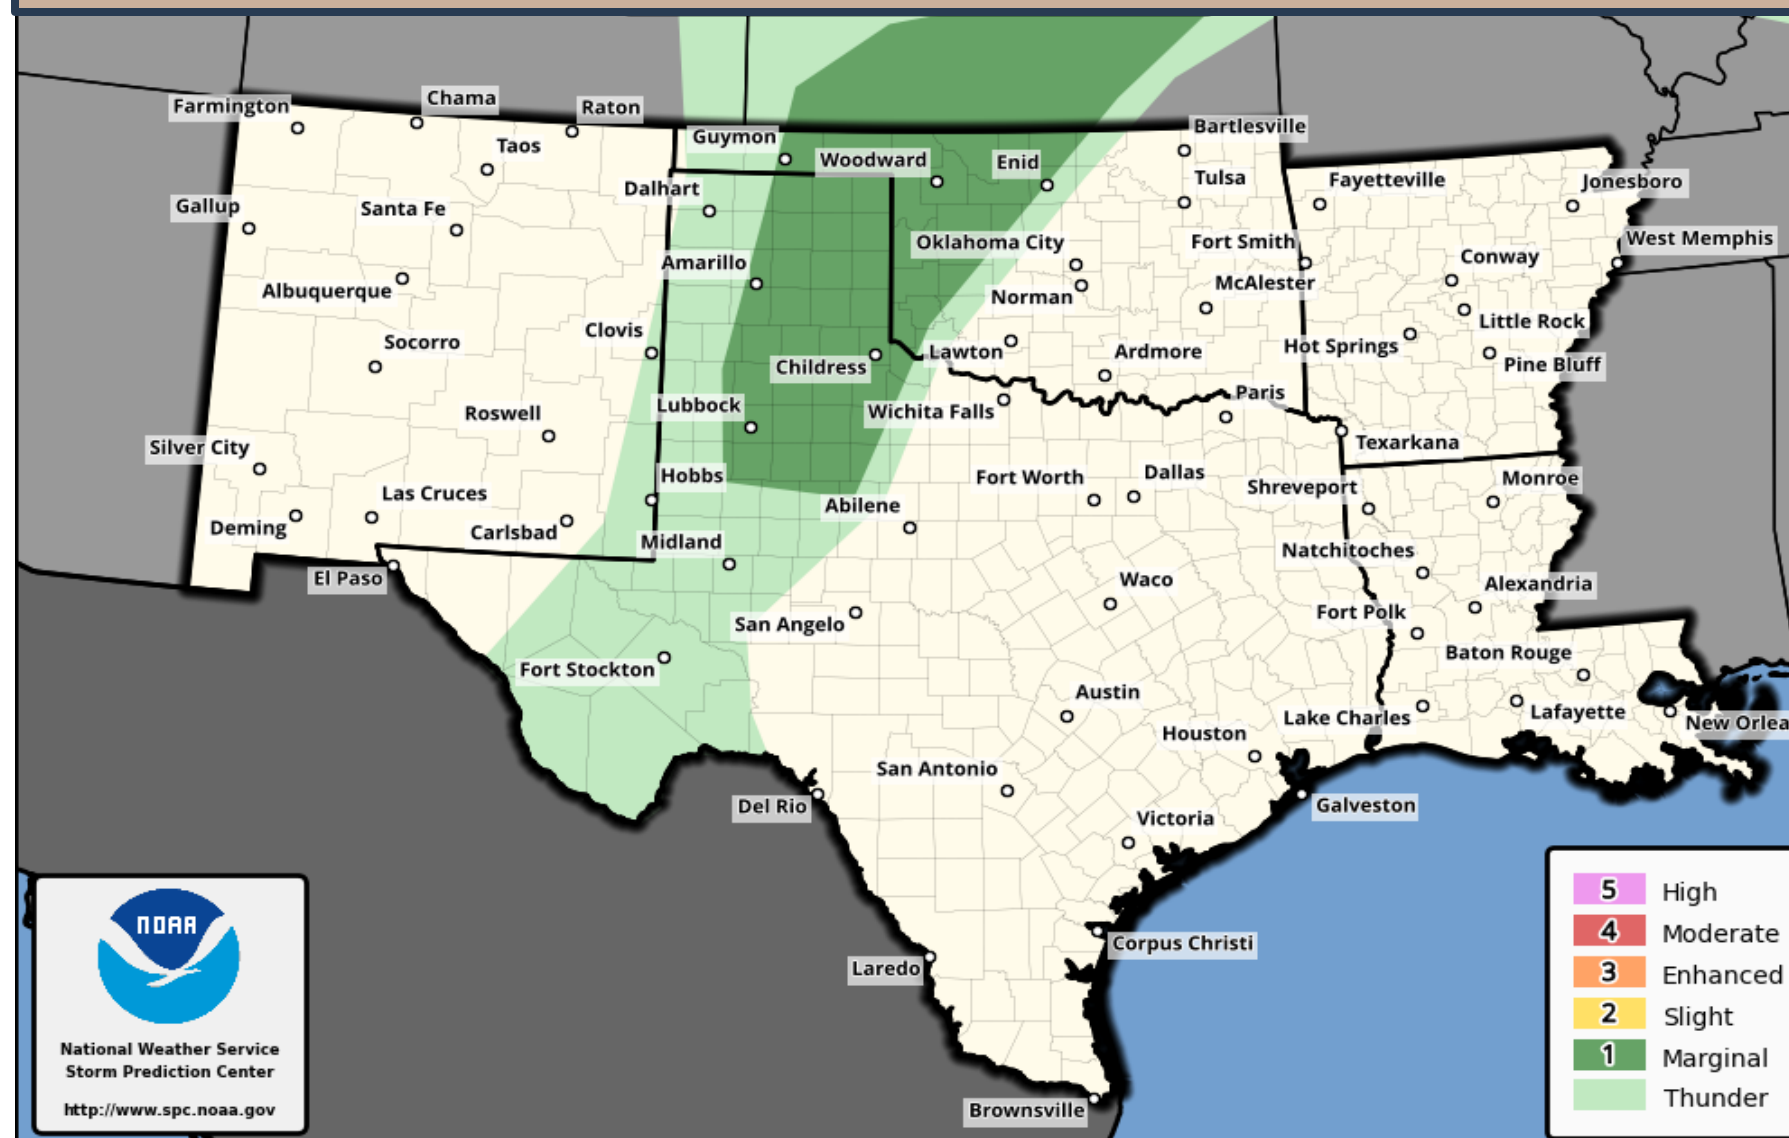 Farmington
Chama
Raton
Guymon
Bartlesville
Taos
Woodward
Enid
Tulsa
Fayetteville
Jonesboro
Dalhart
Gallup
Santa Fe
Oklahoma City
Fort Smith
West Memphis
Conway
Amarillo
McAlester
Albuquerque
Norman
Little Rock
Clovis
Socorro
Hot Springs
Childress
Lawton
Ardmore
Pine Bluff
Paris
Lubbock
Roswell
Wichita Falls
Texarkana
Silver City
Hobbs
Fort Worth
Dallas
Shreveport
Monroe
Las Cruces
Abilene
Deming
Carlsbad
Midland
Natchitoches
El Paso
Waco
Alexandria
San Angelo
Fort Polk
Fort Stockton
Baton Rouge
Austin
Lake Charles
Lafayette
New Orlea
Houston
San Antonio
Del Rio
Galveston
Victoria
Corpus Christi
Laredo
Brownsville
NOAA
National Weather Service
Storm Prediction Center
http://www.spc.noaa.gov
5 High
4 Moderate
3 Enhanced
2 Slight
1 Marginal
Thunder